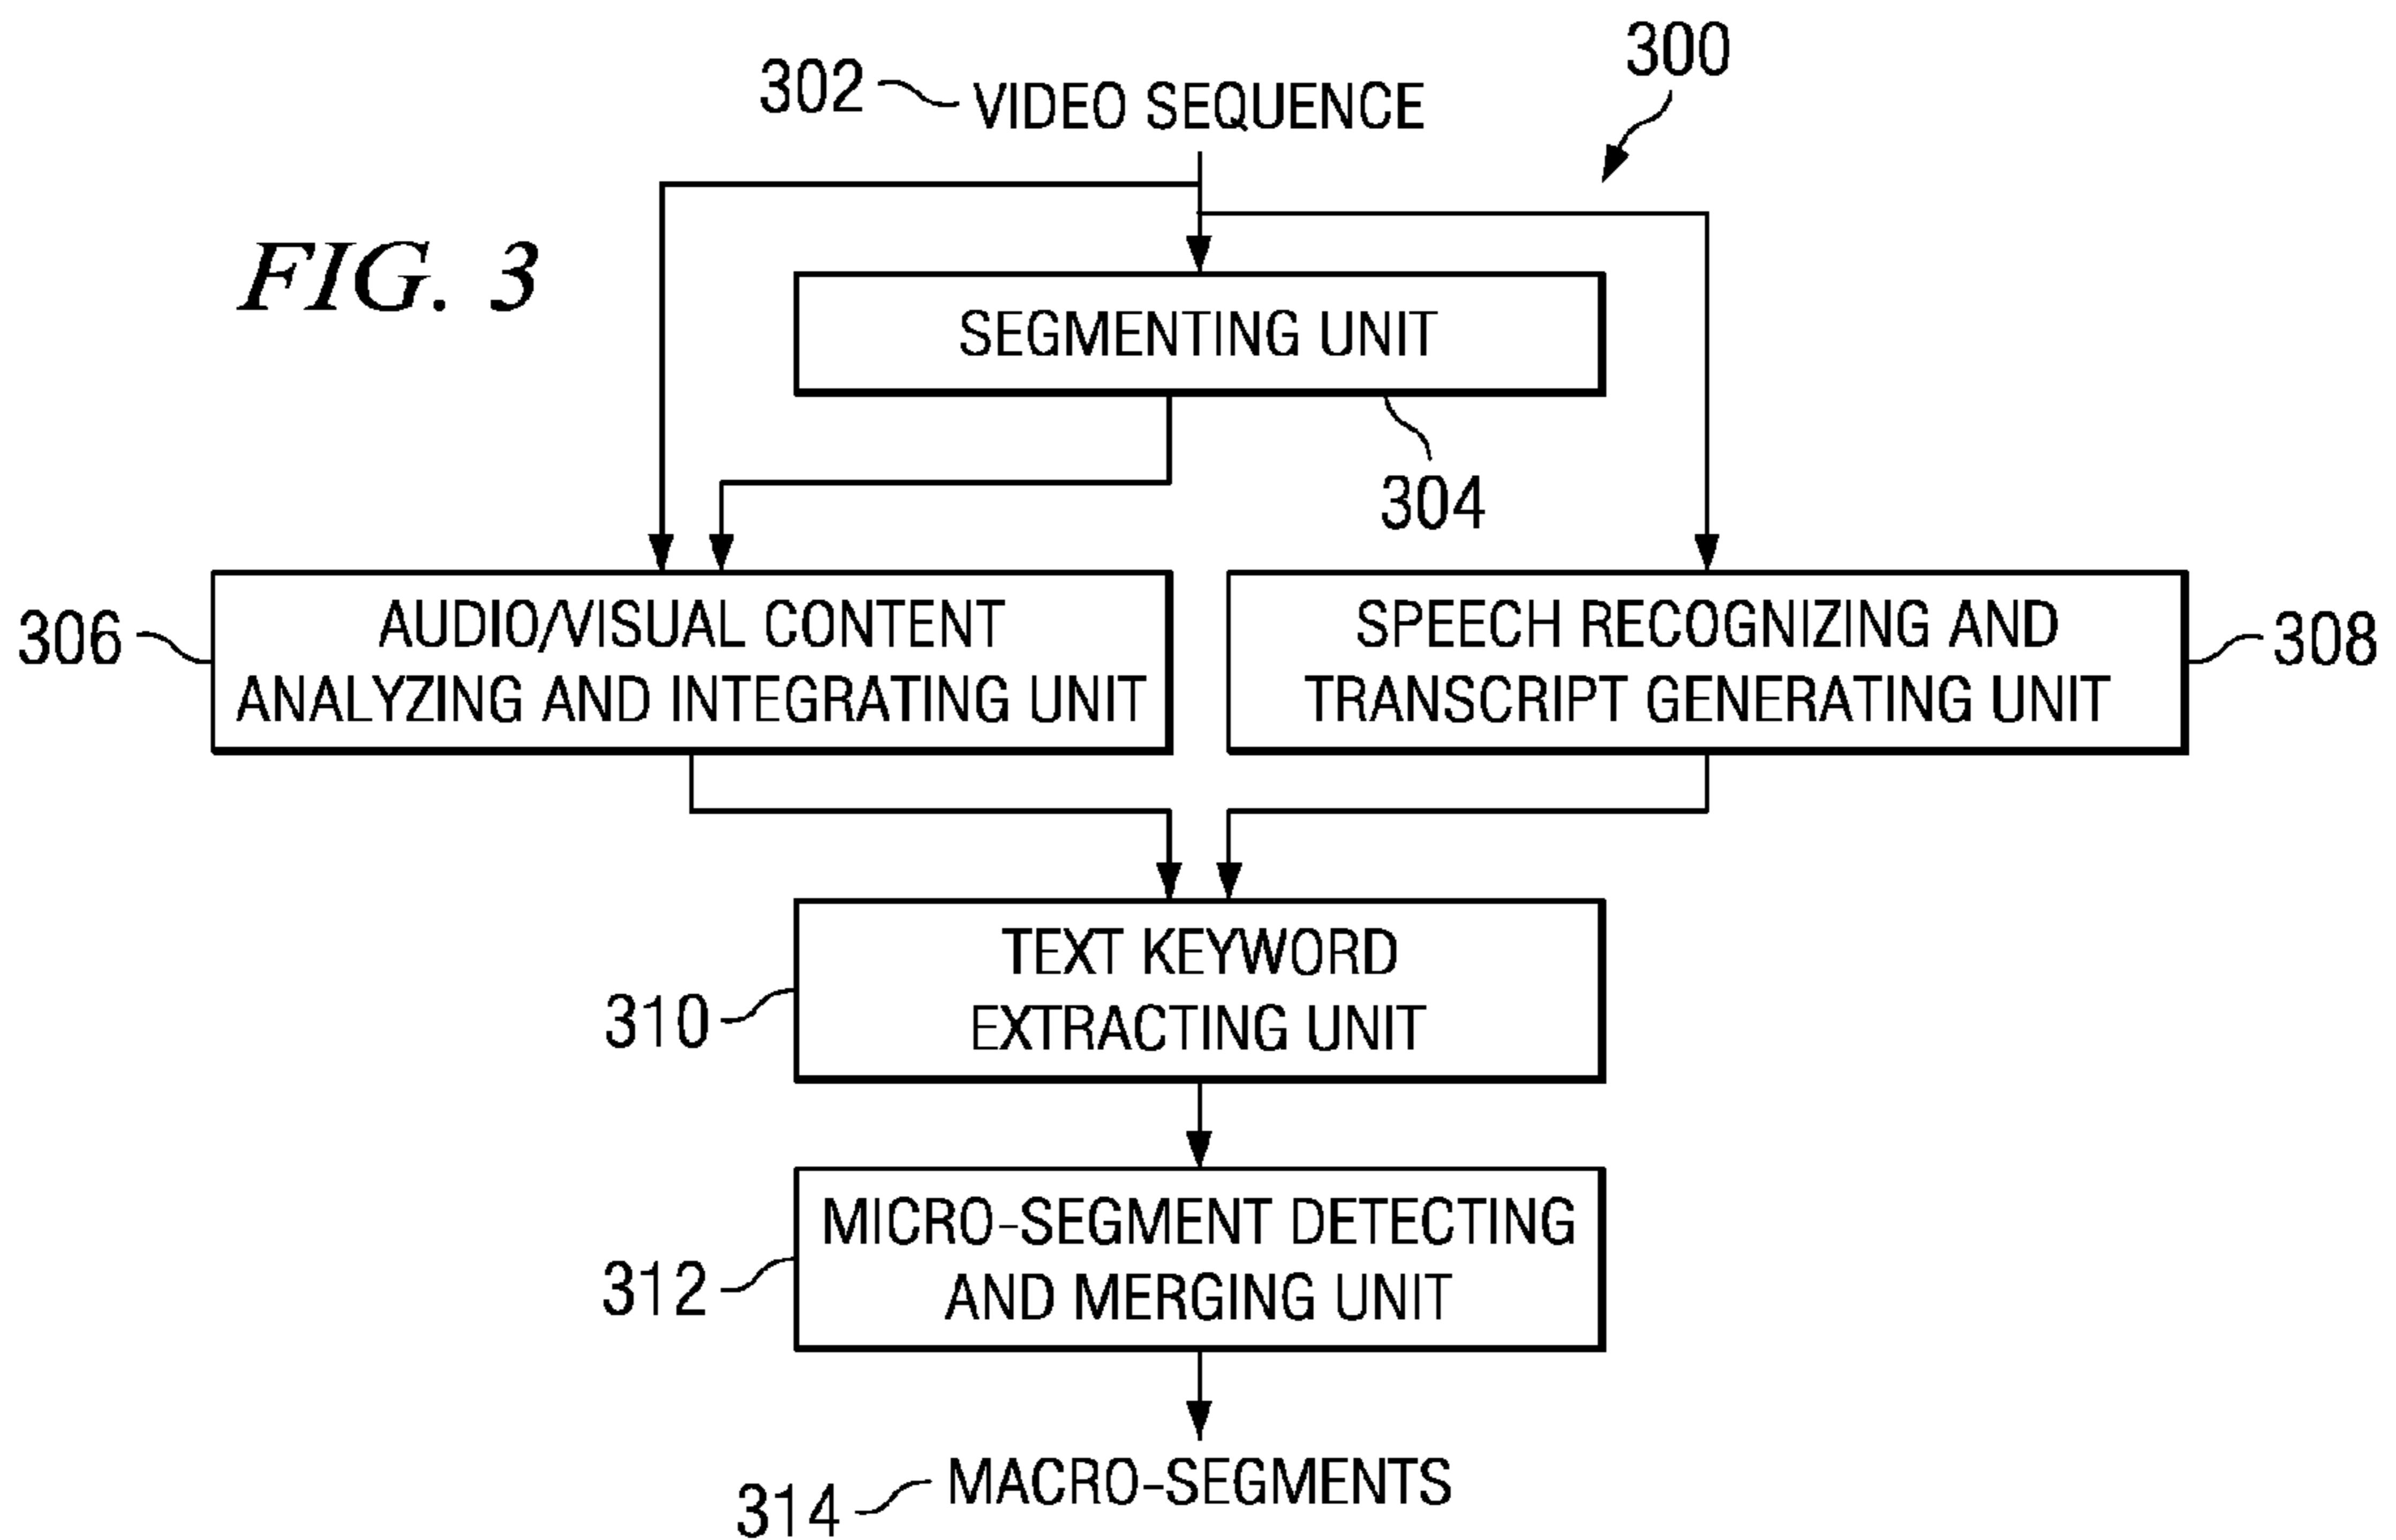 300
302 VIDEO SEQUENCE
FIG. 3
SEGMENTING UNIT
304
306 AUDIO/VISUAL CONTENT
ANALYZING AND INTEGRATING UNIT
SPEECH RECOGNIZING AND
TRANSCRIPT GENERATING UNIT
308
TEXT KEYWORD
EXTRACTING UNIT
310
MICRO-SEGMENT DETECTING
AND MERGING UNIT
312
MACRO-SEGMENTS
314